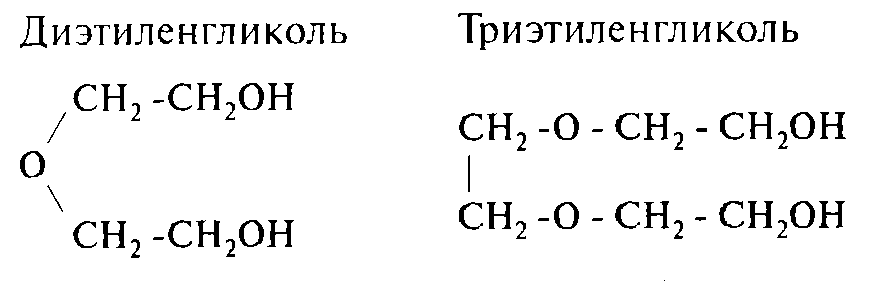 Диэтиленгликоль
CH₂ -CH₂OH
O
CH₂ -CH₂OH
Триэтиленгликоль
CH₂ -O - CH₂ - CH₂OH
CH₂ -O - CH₂ - CH₂OH